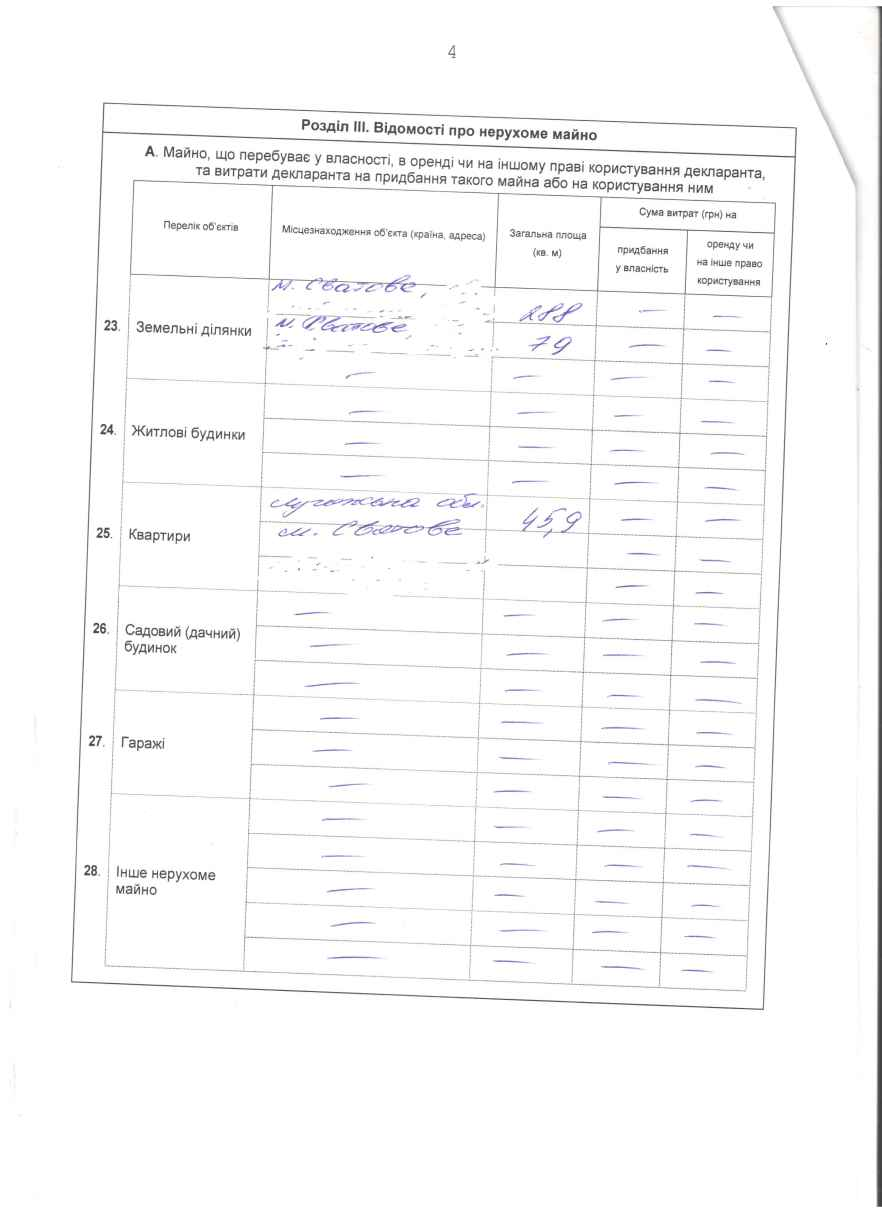 4
Розділ III. Відомості про нерухоме майно
А. Майно, що перебуває у власності, в оренді чи на іншому праві користування декларанта,
та витрати декларанта на придбання такого майна або на користування ним
Перелік об'єктів
Місцезнаходження об'єкта (країна, адреса)
Загальна площа
(кв. м)
Сума витрат (грн) на
придбання
у власність
оренду чи
на інше право
користування
23. Земельні ділянки
м. Сватове,
288 — —
м. Сватове,
79 — —
— — — —
24. Житлові будинки
— — — —
— — — —
— — — —
25. Квартири
обл. 45,9 — —
м. Сватове
— —
— —
26. Садовий (дачний)
будинок
— — — —
— — — —
— — — —
27. Гаражі
— — — —
— — — —
— — — —
28. Інше нерухоме
майно
— — — —
— — — —
— — — —
— — — —
— — — —